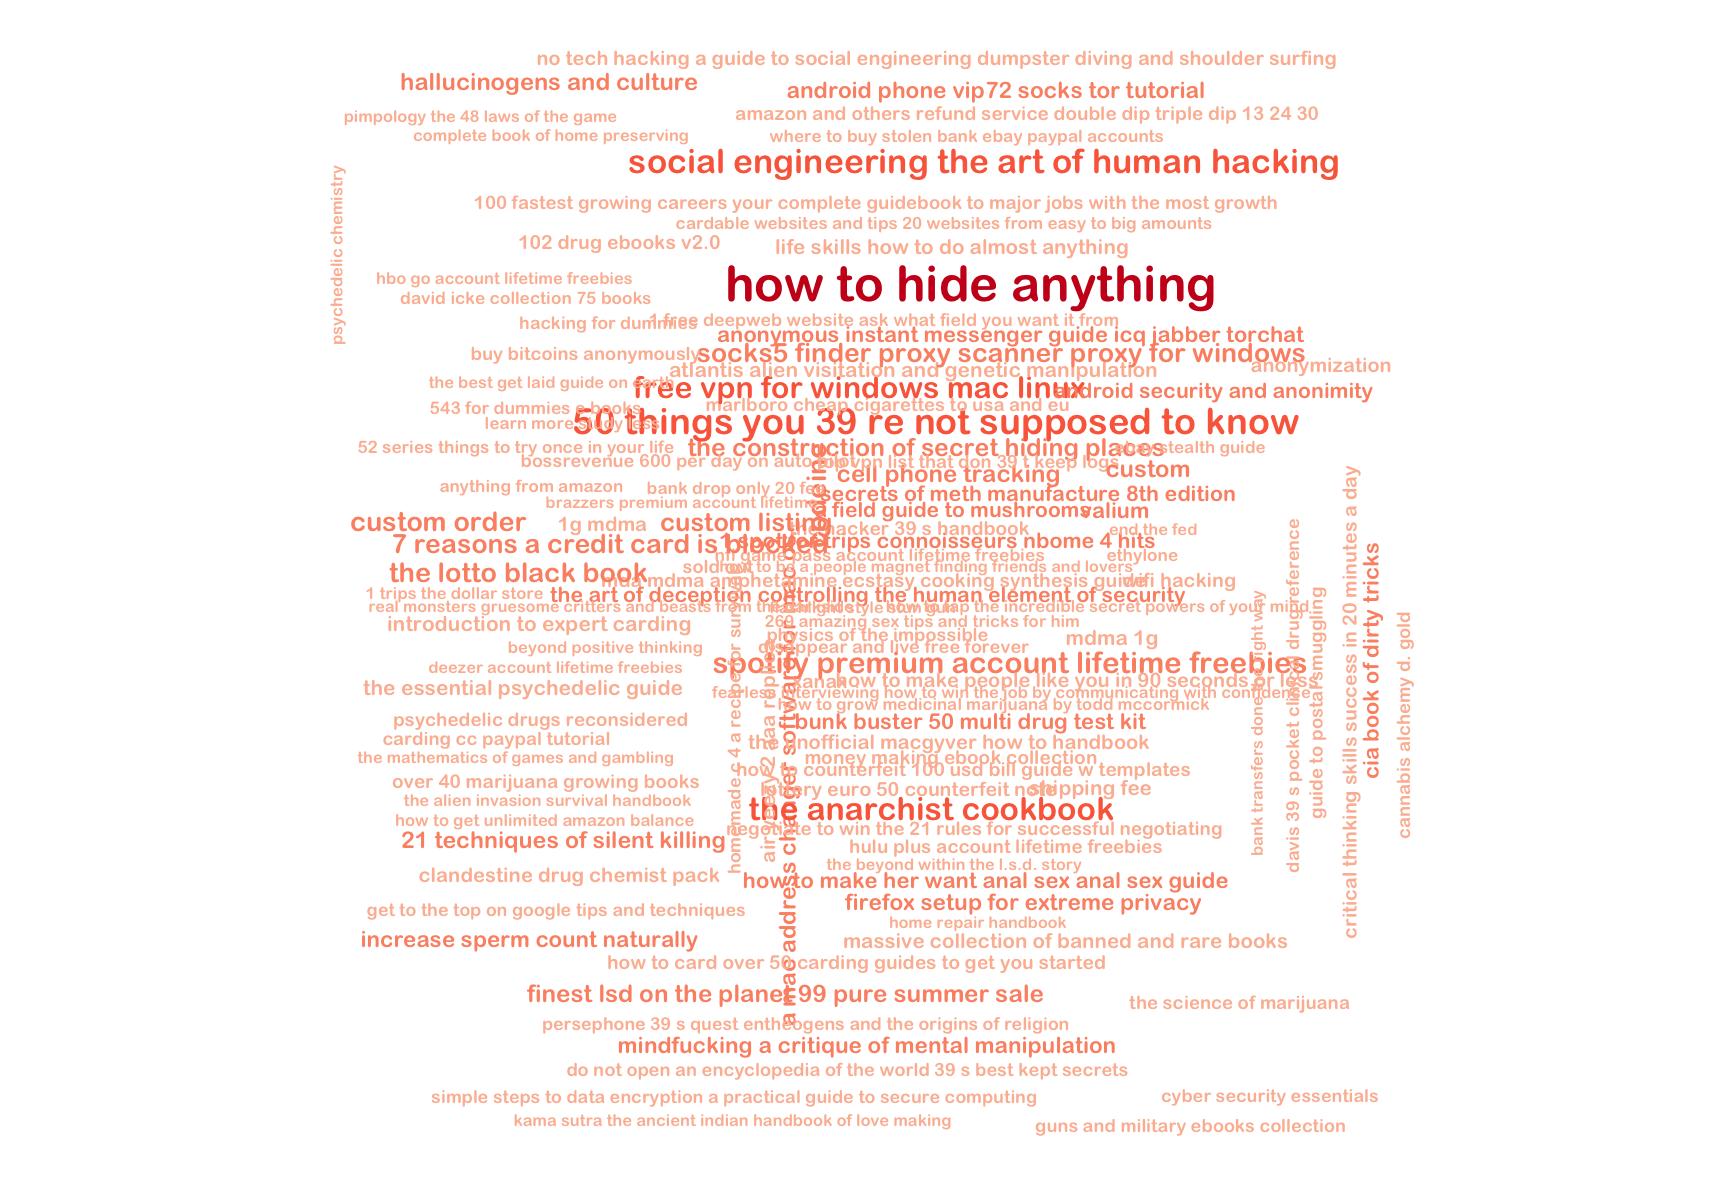 no tech hacking a guide to social engineering dumpster diving and shoulder surfing
hallucinogens and culture
android phone vip72 socks tor tutorial
pimpology the 48 laws of the game
amazon and others refund service double dip triple dip 13 24 30
complete book of home preserving
where to buy stolen bank ebay paypal accounts
social engineering the art of human hacking
psychedelic chemistry
100 fastest growing careers your complete guidebook to major jobs with the most growth
cardable websites and tips 20 websites from easy to big amounts
102 drug ebooks v2.0
life skills how to do almost anything
how to hide anything
hbo go account lifetime freebies
david icke collection 75 books
hacking for dummies
1 free deepweb website ask what field you want it from
anonymous instant messenger guide icq jabber torchat
buy bitcoins anonymously
socks5 finder proxy scanner proxy for windows
atlantis alien visitation and genetic manipulation
anonymization
the best get laid guide on earth
free vpn for windows mac linux
android security and anonimity
543 for dummies e books
marlboro cheap cigarettes to usa and eu
learn more study less
50 things you 39 re not supposed to know
52 series things to try once in your life
the construction of secret hiding places
ebay stealth guide
bossrevenue 600 per day on auto pilot
vpn list that don 39 t keep logs
cell phone tracking
custom
anything from amazon
bank drop only 20 fee
secrets of meth manufacture 8th edition
brazzers premium account lifetime
field guide to mushrooms
valium
custom order
1g mdma
custom listing
hacker 39 s handbook
end the fed
7 reasons a credit card is blocked
1 spotless trips connoisseurs nbome 4 hits
nfl game pass account lifetime freebies
ethylone
the lotto black book
sold out
how to be a people magnet finding friends and lovers
mda mdma amphetamine ecstasy cooking synthesis guide
wifi hacking
1 trips the dollar store
the art of deception controlling the human element of security
real monsters gruesome critters and beasts from the darkside
flashlight style stun gun
how to tap the incredible secret powers of your mind
introduction to expert carding
269 amazing sex tips and tricks for him
physics of the impossible
mdma 1g
beyond positive thinking
disappear and live free forever
deezer account lifetime freebies
spotify premium account lifetime freebies
the essential psychedelic guide
xanax
how to make people like you in 90 seconds or less
fearless interviewing how to win the job by communicating with confidence
how to grow medicinal marijuana by todd mccormick
psychedelic drugs reconsidered
bunk buster 50 multi drug test kit
carding cc paypal tutorial
the unofficial macgyver how to handbook
the mathematics of games and gambling
money making ebook collection
how to counterfeit 100 usd bill guide w templates
over 40 marijuana growing books
lottery euro 50 counterfeit note
shipping fee
the alien invasion survival handbook
the anarchist cookbook
how to get unlimited amazon balance
negotiate to win the 21 rules for successful negotiating
21 techniques of silent killing
hulu plus account lifetime freebies
the beyond within the l.s.d. story
clandestine drug chemist pack
how to make her want anal sex anal sex guide
firefox setup for extreme privacy
get to the top on google tips and techniques
home repair handbook
increase sperm count naturally
massive collection of banned and rare books
how to card over 50 carding guides to get you started
finest lsd on the planet 99 pure summer sale
the science of marijuana
persephone 39 s quest entheogens and the origins of religion
mindfucking a critique of mental manipulation
do not open an encyclopedia of the world 39 s best kept secrets
simple steps to data encryption a practical guide to secure computing
cyber security essentials
kama sutra the ancient indian handbook of love making
guns and military ebooks collection
homemade c 4 a recipe for survival
air yeezy 2 aaa replica
a mac address changer software for mac
bank transfers done the right way
davis 39 s pocket clinical drug reference
guide to postal smuggling
critical thinking skills success in 20 minutes a day
cia book of dirty tricks
cannabis alchemy d. gold